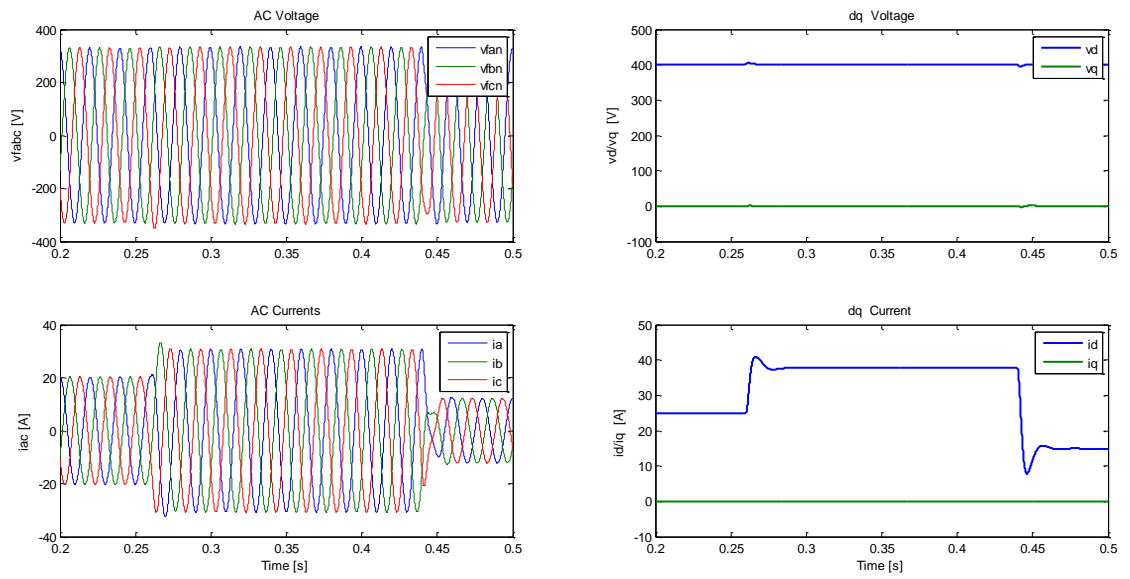 AC Voltage
vfabc [V]
400
200
0
-200
-400
0.2
0.25
0.3
0.35
0.4
0.45
0.5
vfan
vfbn
vfcn
dq Voltage
vd/vq [V]
500
400
300
200
100
0
-100
0.2
0.25
0.3
0.35
0.4
0.45
0.5
vd
vq
AC Currents
iac [A]
40
20
0
-20
-40
0.2
0.25
0.3
0.35
0.4
0.45
0.5
Time [s]
ia
ib
ic
dq Current
id/iq [A]
50
40
30
20
10
0
-10
0.2
0.25
0.3
0.35
0.4
0.45
0.5
Time [s]
id
iq